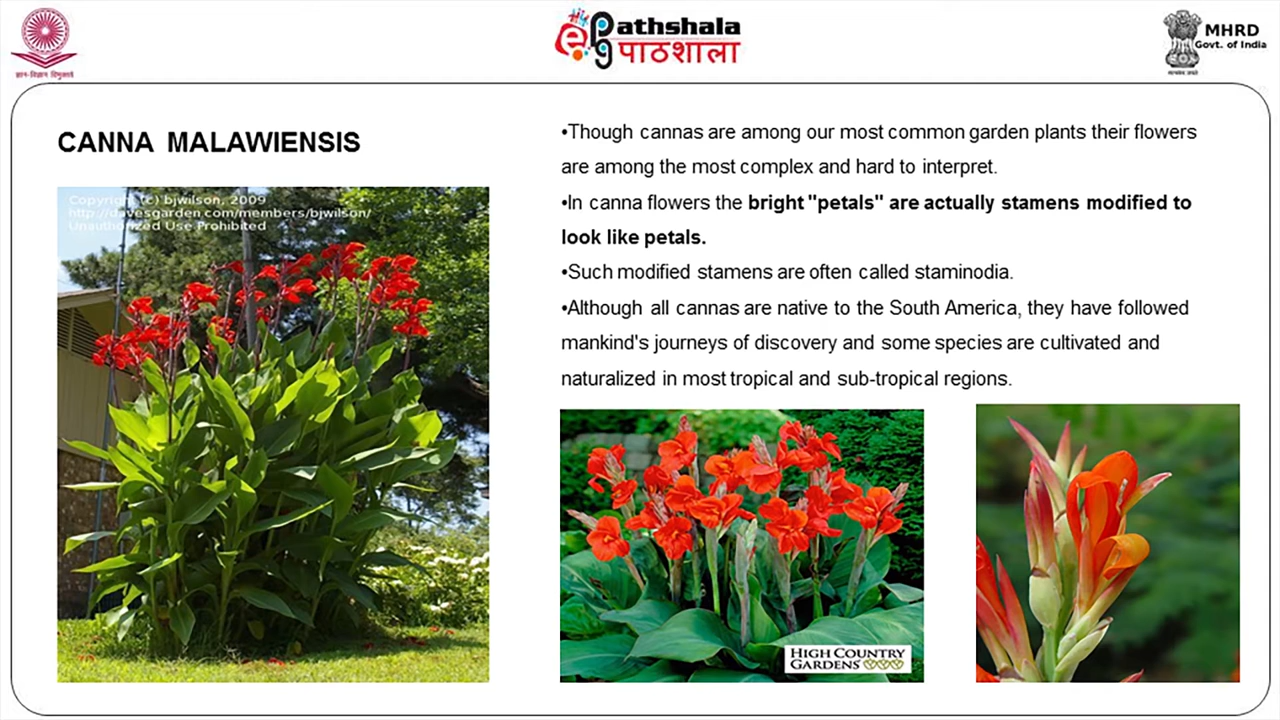 ज्ञान-विज्ञान विमुक्तये
Pathshala
पाठशाला
MHRD
Govt. of India
सत्यमेव जयते
CANNA MALAWIENSIS
Copyright (c) bjwilson, 2009
http://davesgarden.com/members/bjwilson/
Unauthorized Use Prohibited
•Though cannas are among our most common garden plants their flowers
are among the most complex and hard to interpret.
•In canna flowers the bright "petals" are actually stamens modified to
look like petals.
•Such modified stamens are often called staminodia.
•Although all cannas are native to the South America, they have followed
mankind's journeys of discovery and some species are cultivated and
naturalized in most tropical and sub-tropical regions.
HIGH COUNTRY
GARDENS